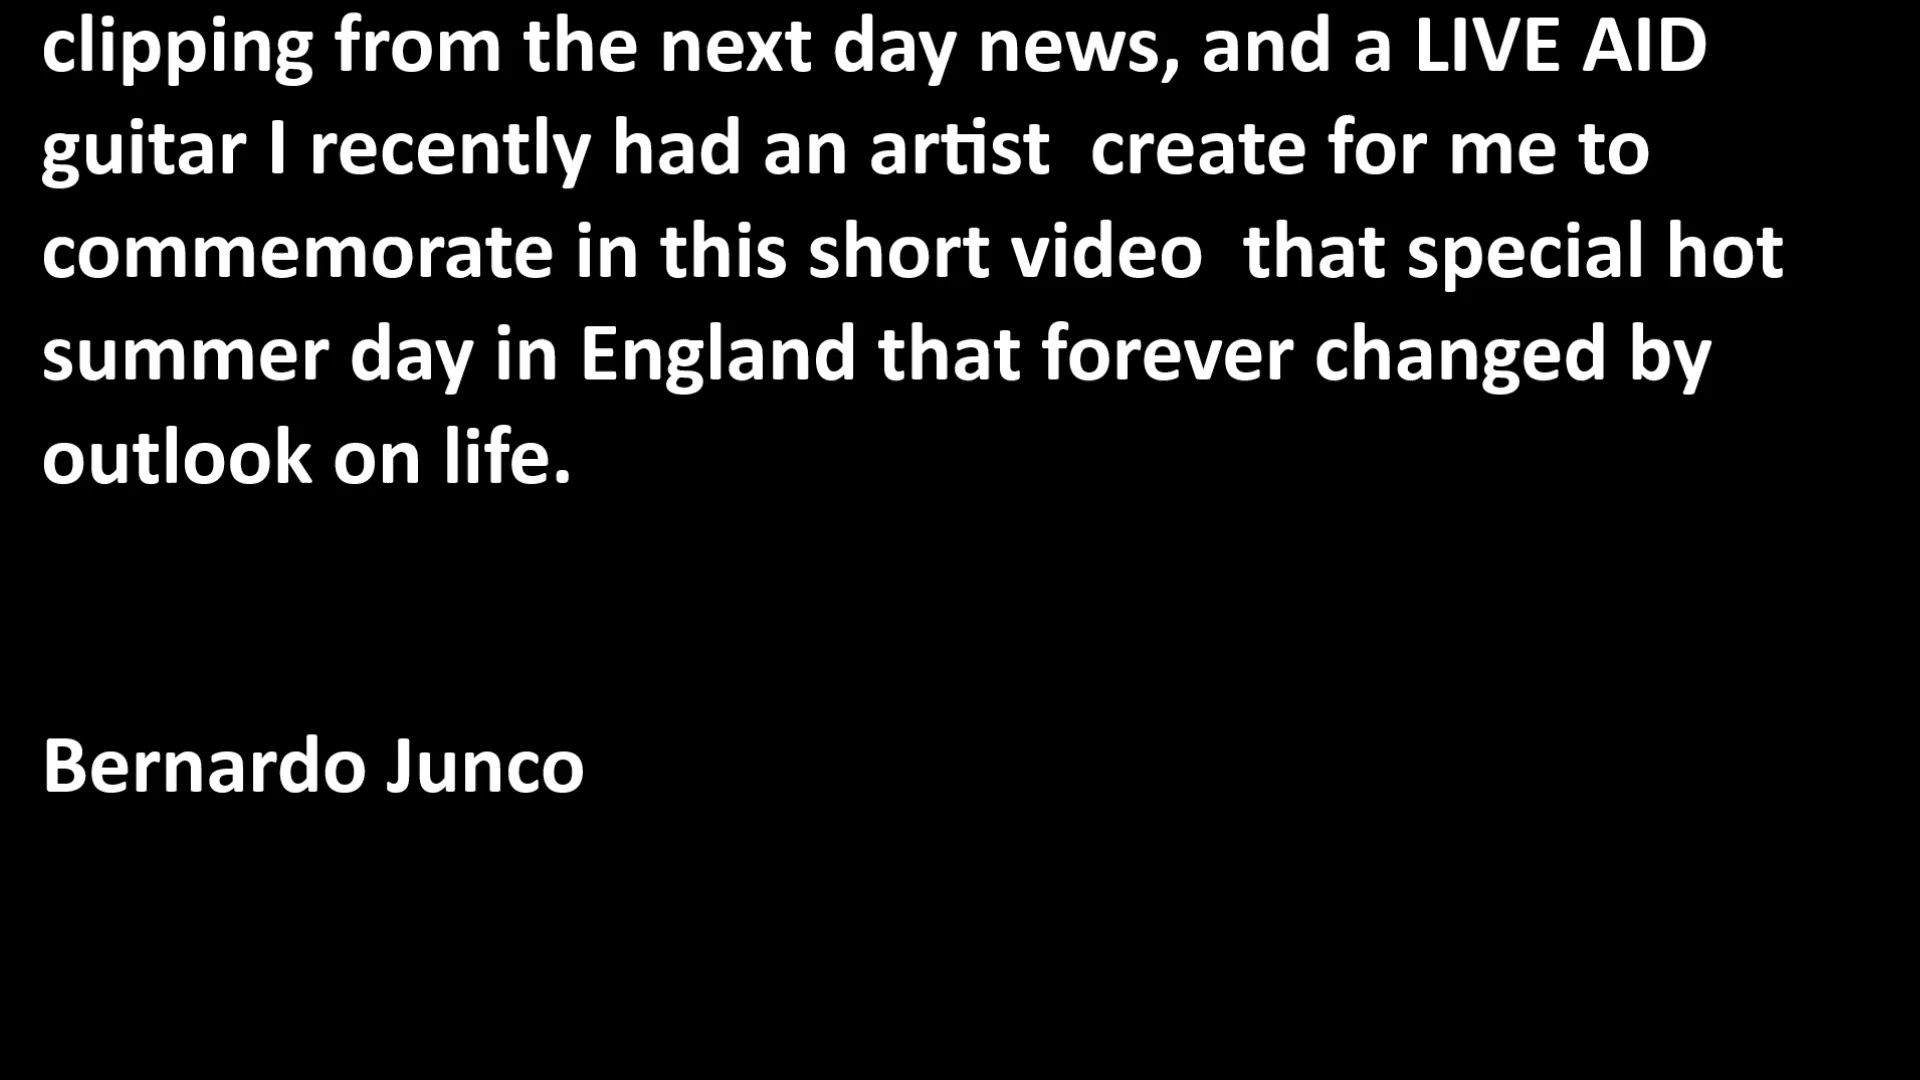 clipping from the next day news, and a LIVE AID
guitar I recently had an artist  create for me to
commemorate in this short video  that special hot
summer day in England that forever changed by
outlook on life.
Bernardo Junco